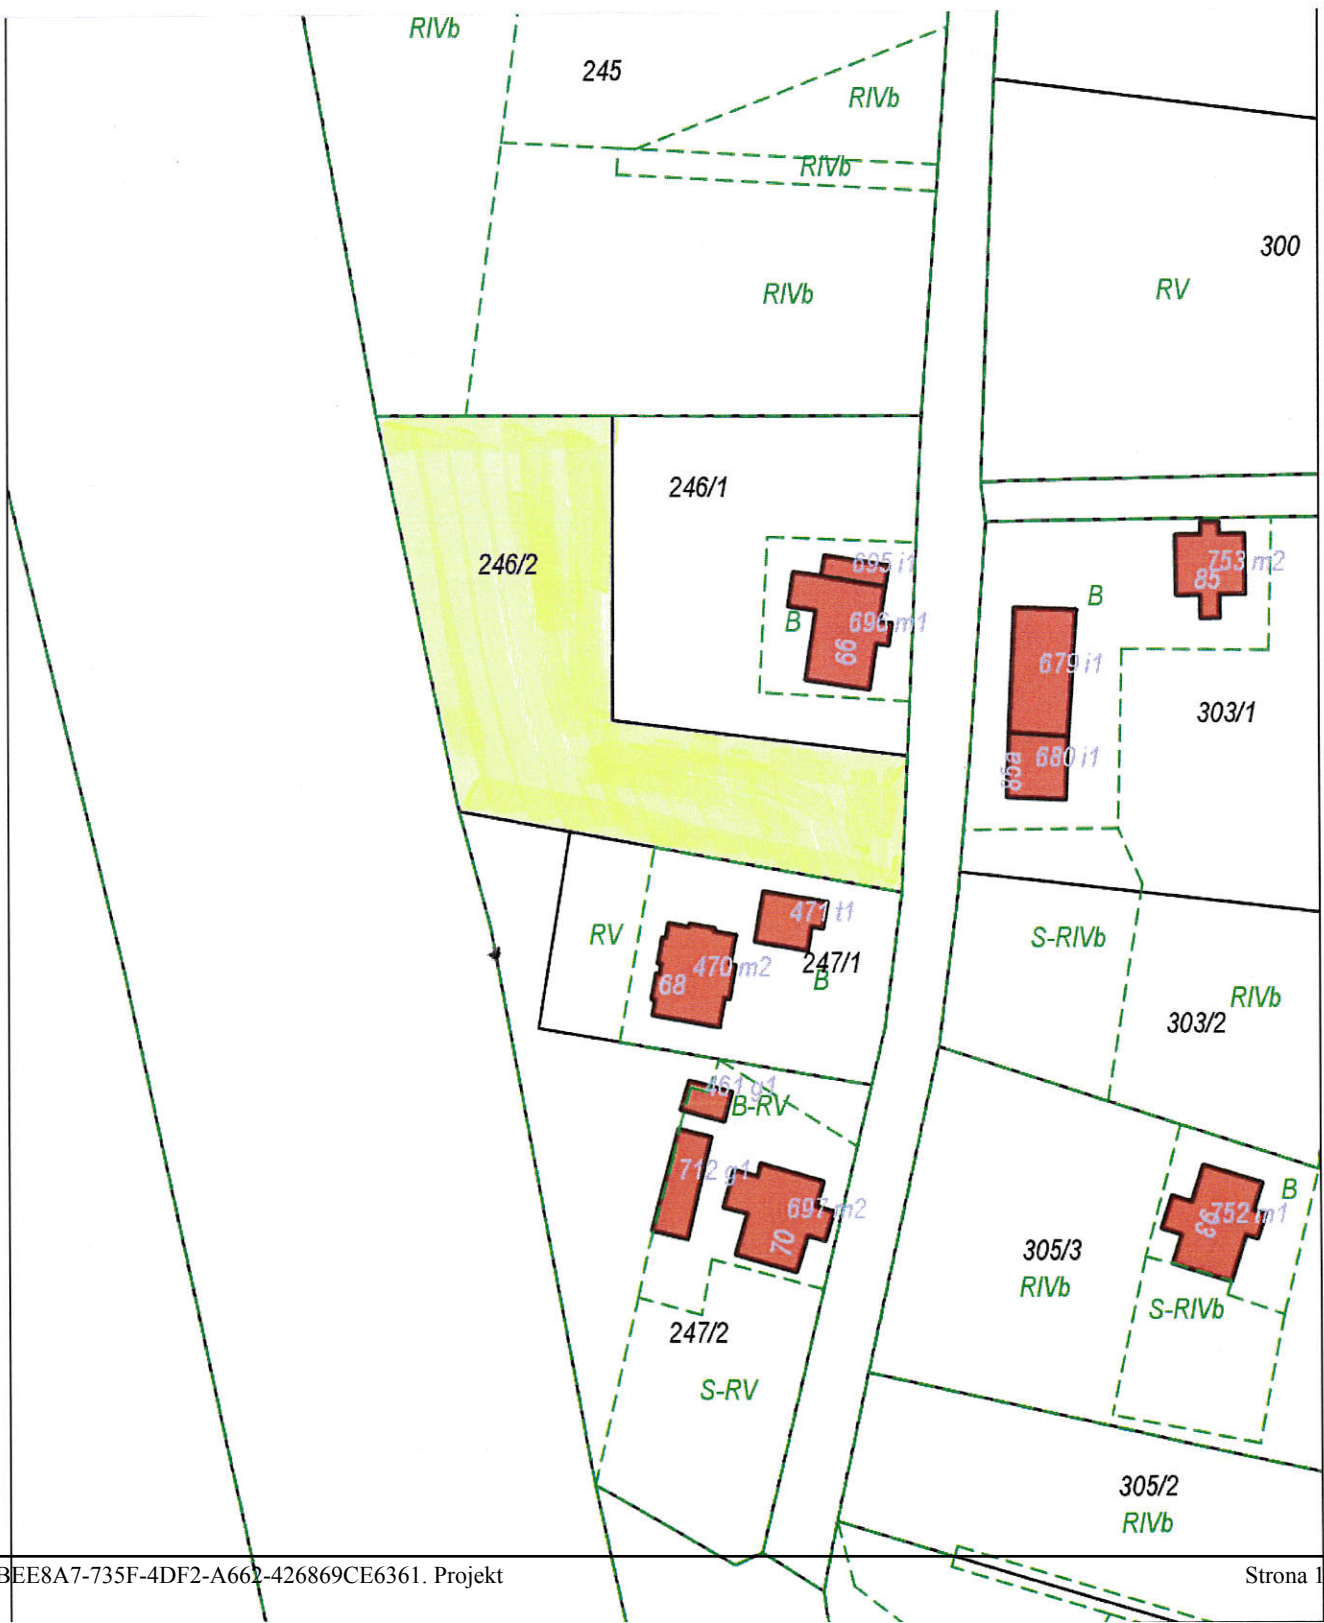 RIVb
245
RIVb
RIVb
300
RV
RIVb
246/1
246/2
695 i1
753 m2
85
B
B
696 m1
66
679 i1
303/1
680 i1
85a
471 t1
RV
S-RIVb
247/1
470 m2
68
B
RIVb
303/2
461 g1
B-RV
712 g1
B
697 m2
752 m1
93
70
305/3
RIVb
S-RIVb
247/2
S-RV
305/2
RIVb
BEE8A7-735F-4DF2-A662-426869CE6361. Projekt
Strona 1